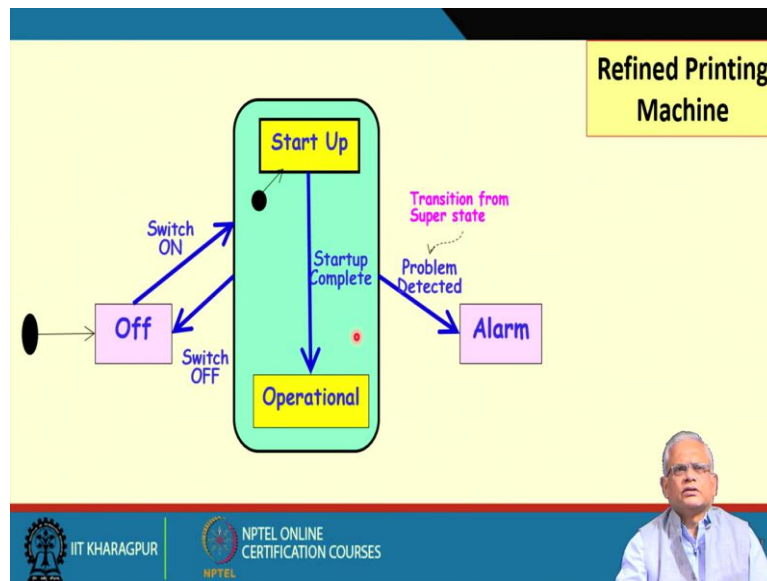 Refined Printing
Machine
Start Up
Transition from
Super state
Switch
ON
Startup
Complete
Problem
Detected
Off
Alarm
Switch
OFF
Operational
IIT KHARAGPUR
NPTEL ONLINE
CERTIFICATION COURSES
NPTEL